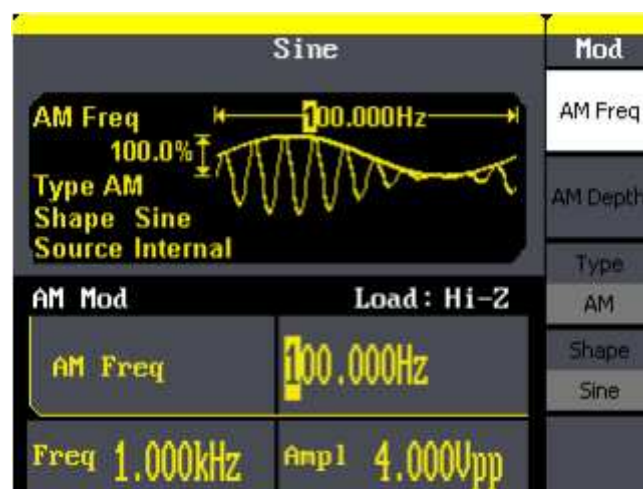 Sine
Mod
AM Freq 100.000Hz
100.0%
Type AM
Shape Sine
Source Internal
AM Mod Load: Hi-Z
AM Freq 100.000Hz
Freq 1.000kHz Ampl 4.000Vpp
AM Freq
AM Depth
Type
AM
Shape
Sine